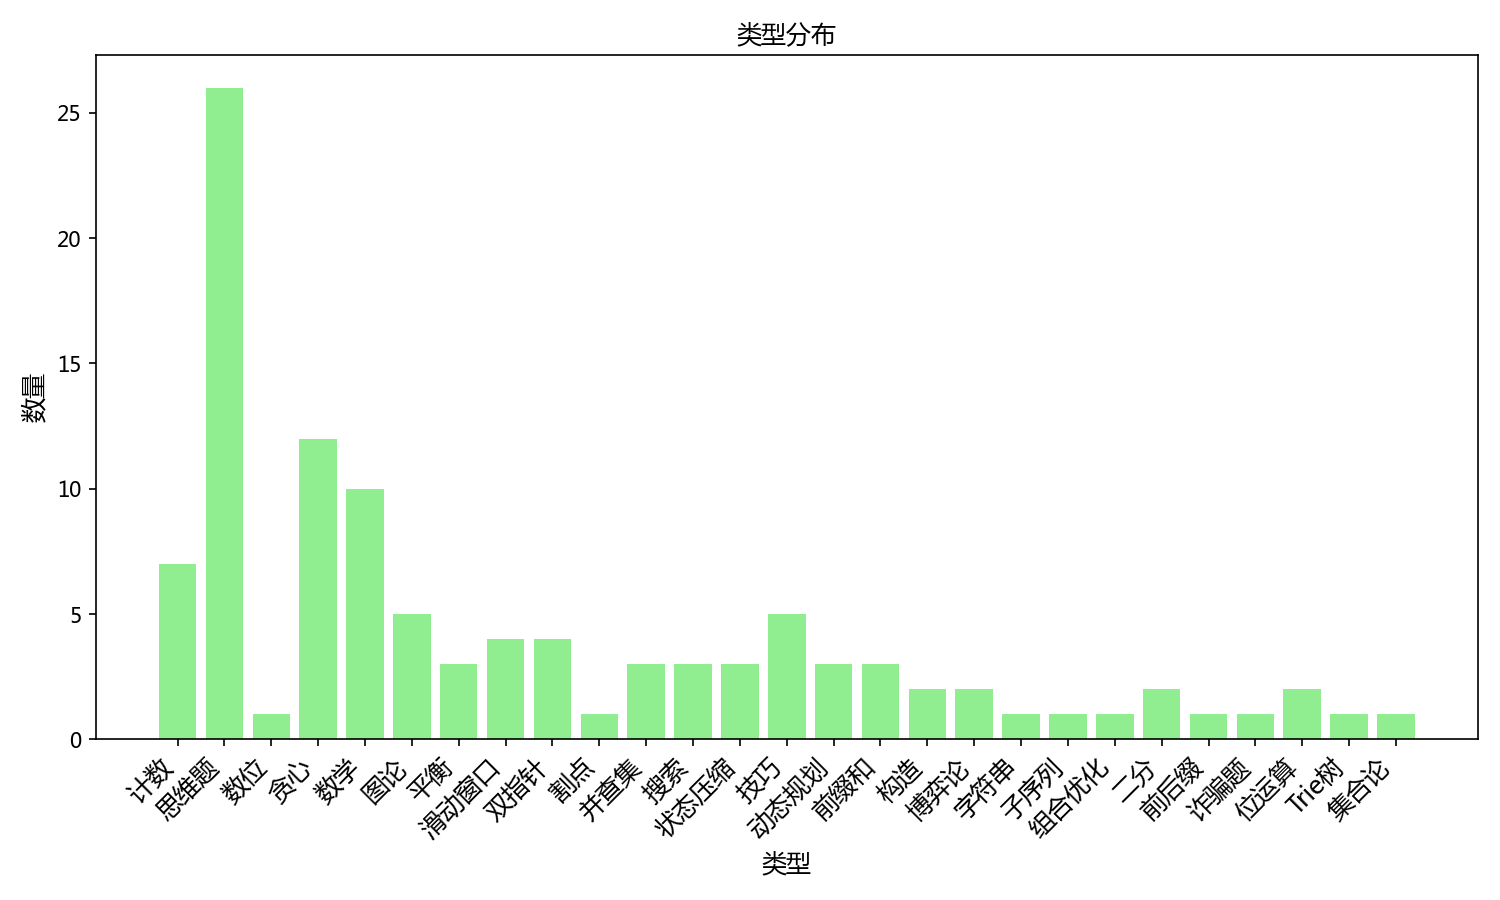 类型分布
数量
25
20
15
10
5
0
计数
思维题
数位
贪心
数学
图论
平衡
滑动窗口
双指针
割点
并查集
搜索
状态压缩
技巧
动态规划
前缀和
构造
博弈论
字符串
子序列
组合优化
二分
前后缀
诈骗题
位运算
Trie树
集合论
类型